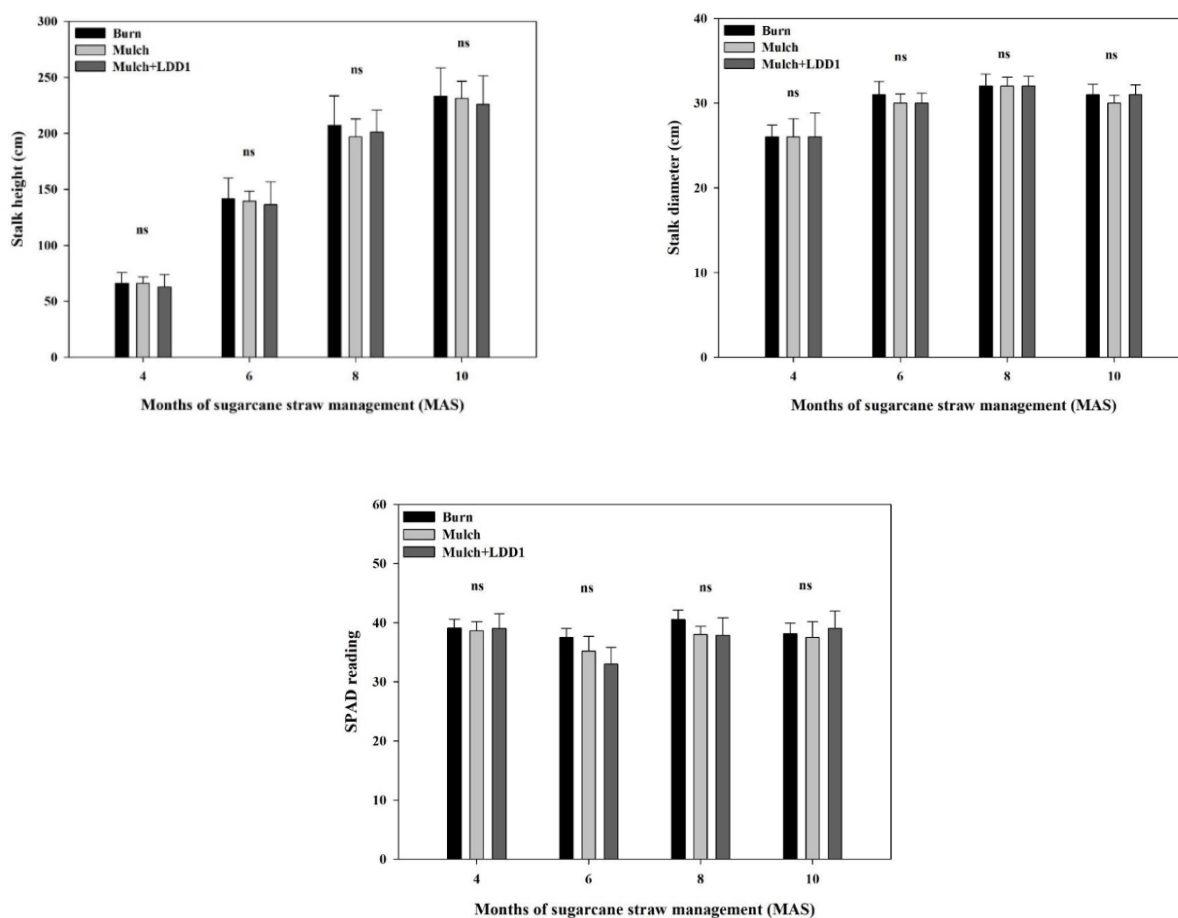 Burn
Mulch
Mulch+LDD1
Stalk height (cm)
300
250
200
150
100
50
0
ns
ns
ns
ns
4 6 8 10
Months of sugarcane straw management (MAS)
Burn
Mulch
Mulch+LDD1
Stalk diameter (cm)
40
30
20
10
0
ns
ns
ns
ns
4 6 8 10
Months of sugarcane straw management (MAS)
Burn
Mulch
Mulch+LDD1
SPAD reading
60
50
40
30
20
10
0
ns
ns
ns
ns
4 6 8 10
Months of sugarcane straw management (MAS)